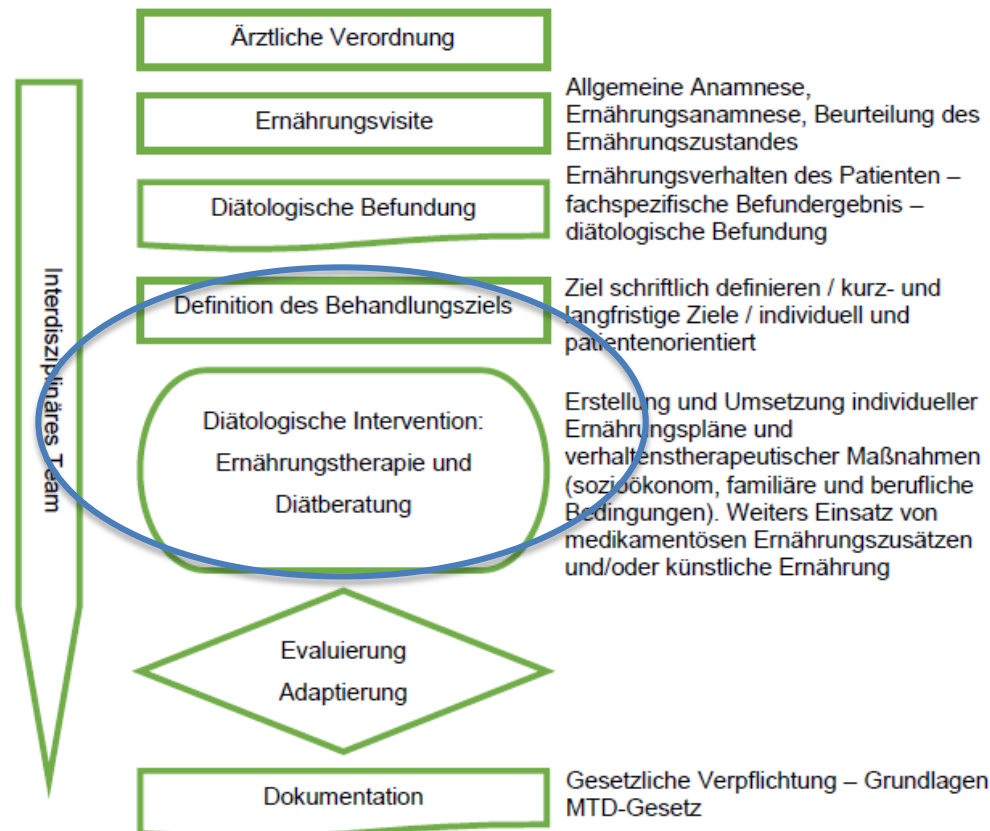 Ärztliche Verordnung
Ernährungsvisite
Allgemeine Anamnese,
Ernährungsanamnese, Beurteilung des
Ernährungszustandes
Diätologische Befundung
Ernährungsverhalten des Patienten –
fachspezifische Befundergebnis –
diätologische Befundung
Interdisziplinäres Team
Definition des Behandlungsziels
Ziel schriftlich definieren / kurz- und
langfristige Ziele / individuell und
patientenorientiert
Diätologische Intervention:
Ernährungstherapie und
Diätberatung
Erstellung und Umsetzung individueller
Ernährungspläne und
verhaltenstherapeutischer Maßnahmen
(sozioökonom, familiäre und berufliche
Bedingungen). Weiters Einsatz von
medikamentösen Ernährungszusätzen
und/oder künstliche Ernährung
Evaluierung
Adaptierung
Dokumentation
Gesetzliche Verpflichtung – Grundlagen
MTD-Gesetz